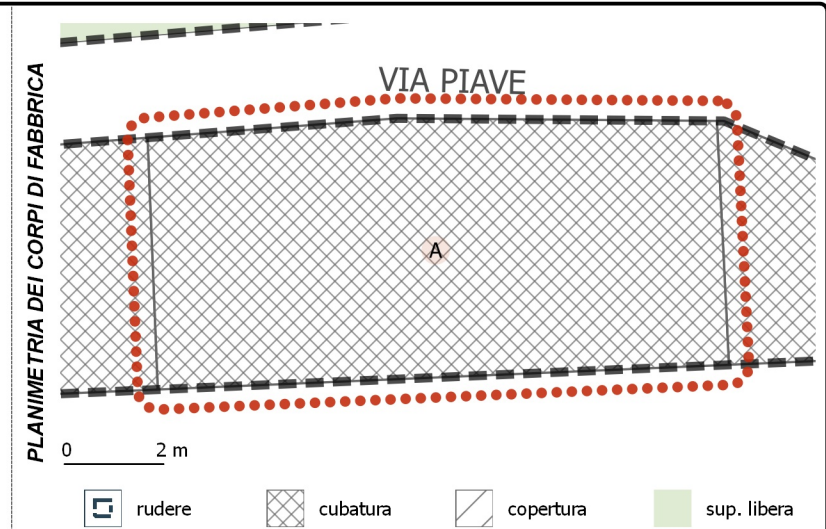 PLANIMETRIA DEI CORPI DI FABBRICA
VIA PIAVE
A
0 2 m
rudere cubatura copertura sup. libera